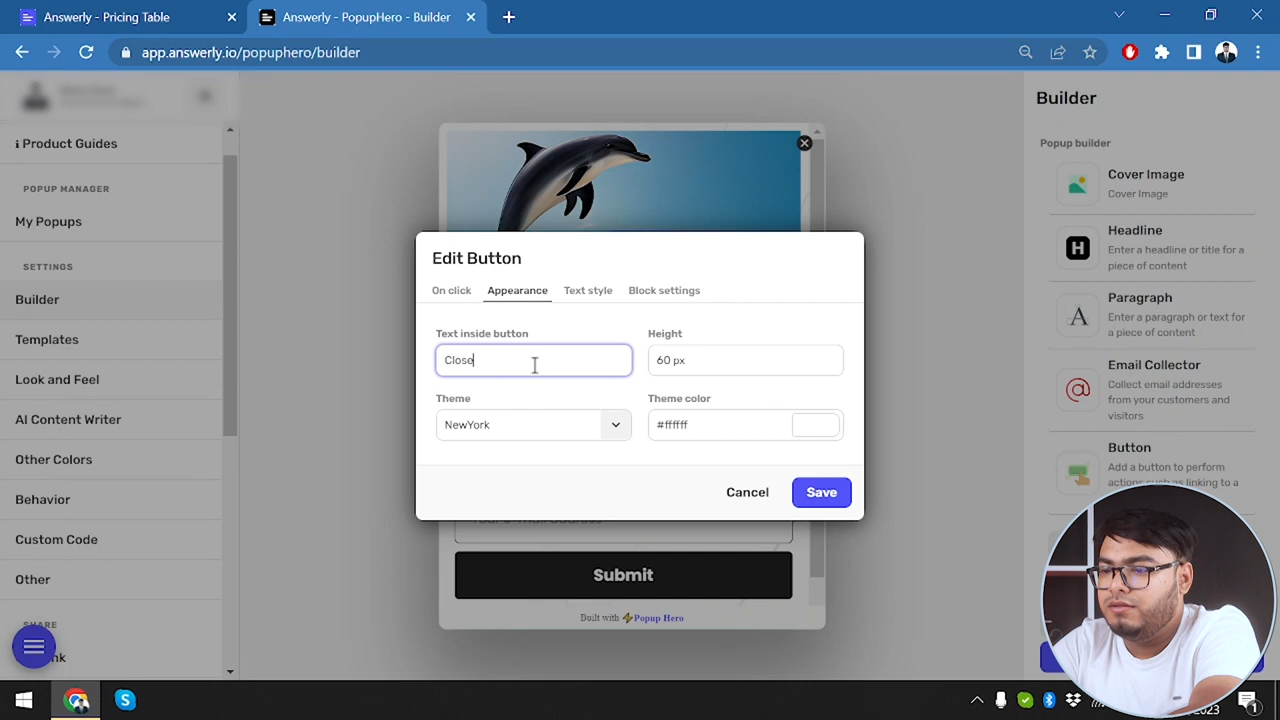 Answerly - Pricing Table
Answerly - PopupHero - Builder
app.answerly.io/popuphero/builder
Product Guides
POPUP MANAGER
My Popups
SETTINGS
Builder
Templates
Look and Feel
AI Content Writer
Other Colors
Behavior
Custom Code
Other
SHARE
Edit Button
On click
Appearance
Text style
Block settings
Text inside button
Height
Close
60 px
Theme
Theme color
NewYork
#ffffff
Cancel
Save
Submit
Built with Popup Hero
Builder
Popup builder
Cover Image
Cover Image
Headline
Enter a headline or title for a
piece of content
Paragraph
Enter a paragraph or text for
a piece of content
Email Collector
Collect email addresses
from your customers and
visitors
Button
Add a button to perform
actions such as linking to a